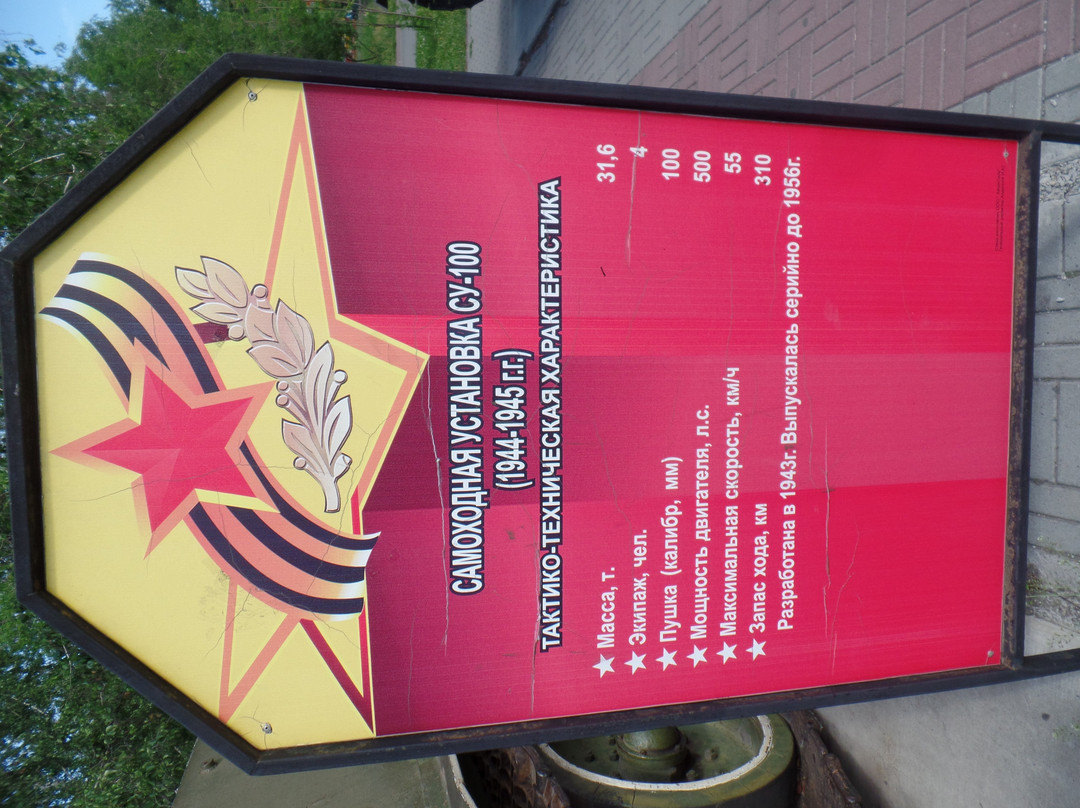 САМОХОДНАЯ УСТАНОВКА СУ-100
(1944-1945 г.г.)
ТАКТИКО-ТЕХНИЧЕСКАЯ ХАРАКТЕРИСТИКА
Масса, т. 31,6
Экипаж, чел. 4
Пушка (калибр, мм) 100
Мощность двигателя, л.с. 500
Максимальная скорость, км/ч 55
Запас хода, км 310
Разработана в 1943г. Выпускалась серийно до 1956г.